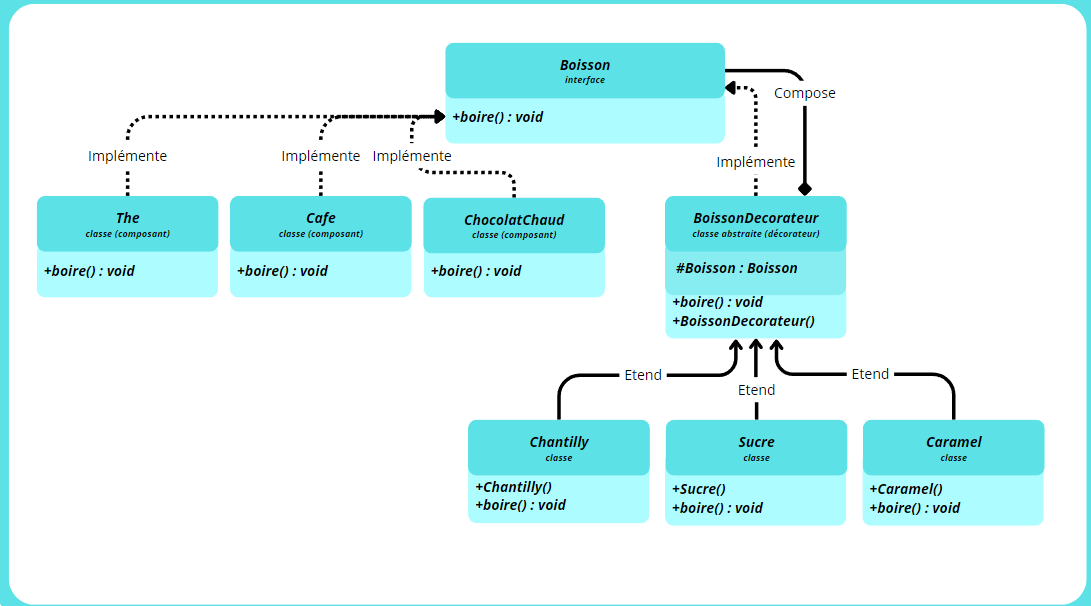 Boisson
interface
+boire() : void
Compose
Implémente
Implémente
Implémente
Implémente
The
classe (composant)
+boire() : void
Cafe
classe (composant)
+boire() : void
ChocolatChaud
classe (composant)
+boire() : void
BoissonDecorateur
classe abstraite (décorateur)
#Boisson : Boisson
+boire() : void
+BoissonDecorateur()
Etend
Etend
Etend
Chantilly
classe
+Chantilly()
+boire() : void
Sucre
classe
+Sucre()
+boire() : void
Caramel
classe
+Caramel()
+boire() : void